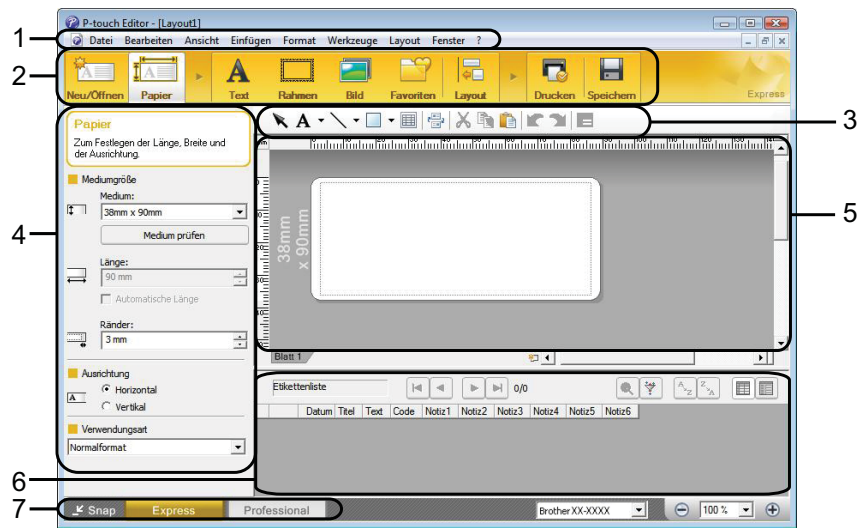 P-touch Editor - [Layout1]
1
Datei Bearbeiten Ansicht Einfügen Format Werkzeuge Layout Fenster ?
2
Neu/Öffnen Papier Text Rahmen Bild Favoriten Layout Drucken Speichern Express
3
Papier
Zum Festlegen der Länge, Breite und
der Ausrichtung.
4
Mediumgröße
Medium:
38mm x 90mm
Medium prüfen
Länge:
90 mm
Automatische Länge
Ränder:
3 mm
Ausrichtung
Horizontal
Vertikal
Verwendungsart
Normalformat
5
38mm
x 90mm
Blatt 1
6
Etikettenliste 0/0
Datum Titel Text Code Notiz1 Notiz2 Notiz3 Notiz4 Notiz5 Notiz6
7
Snap Express Professional Brother XX-XXXX 100 %